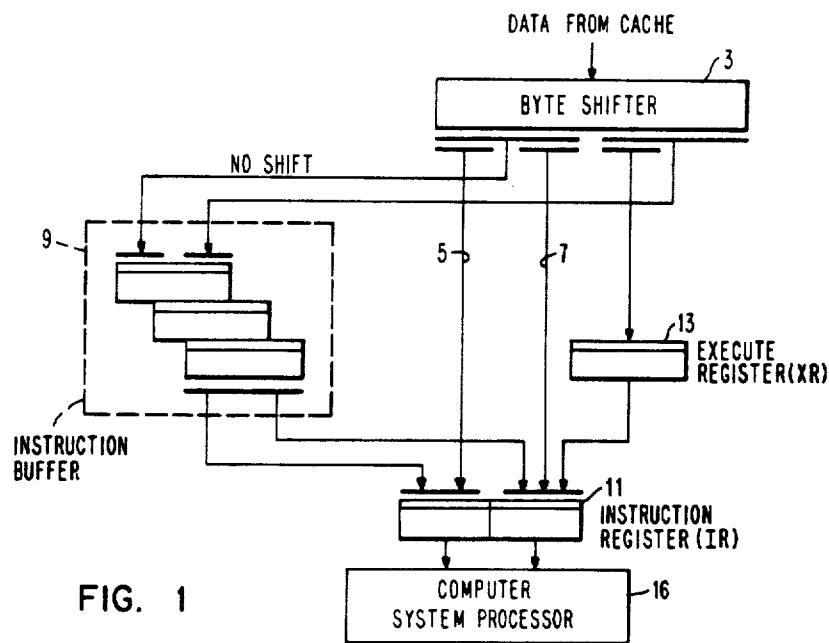 DATA FROM CACHE
3
BYTE SHIFTER
NO SHIFT
9
5
7
13
EXECUTE
REGISTER(XR)
INSTRUCTION
BUFFER
11
INSTRUCTION
REGISTER(IR)
COMPUTER
SYSTEM PROCESSOR
16
FIG. 1